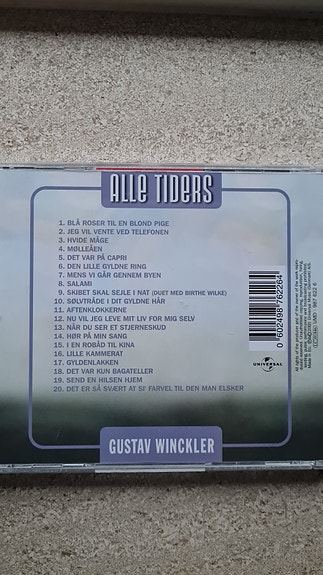 ALLE TIDERS
1. BLÅ ROSER TIL EN BLOND PIGE
2. JEG VIL VENTE VED TELEFONEN
3. HVIDE MÅGE
4. MØLLEÅEN
5. DET VAR PÅ CAPRI
6. DEN LILLE GYLDNE RING
7. MENS VI GÅR GENNEM BYEN
8. SALAMI
9. SKIBET SKAL SEJLE I NAT (DUET MED BIRTHE WILKE)
10. SØLVTRÅDE I DIT GYLDNE HÅR
11. AFTENKLOKKERNE
12. NU VIL JEG LEVE MIT LIV FOR MIG SELV
13. NÅR DU SER ET STJERNESKUD
14. HØR PÅ MIN SANG
15. I EN ROBÅD TIL KINA
16. LILLE KAMMERAT
17. GYLDENLAKKEN
18. DET VAR KUN BAGATELLER
19. SEND EN HILSEN HJEM
20. DET ER SÅ SVÆRT AT SI' FARVEL TIL DEN MAN ELSKER
0 602498 762264
UNIVERSAL
GUSTAV WINCKLER